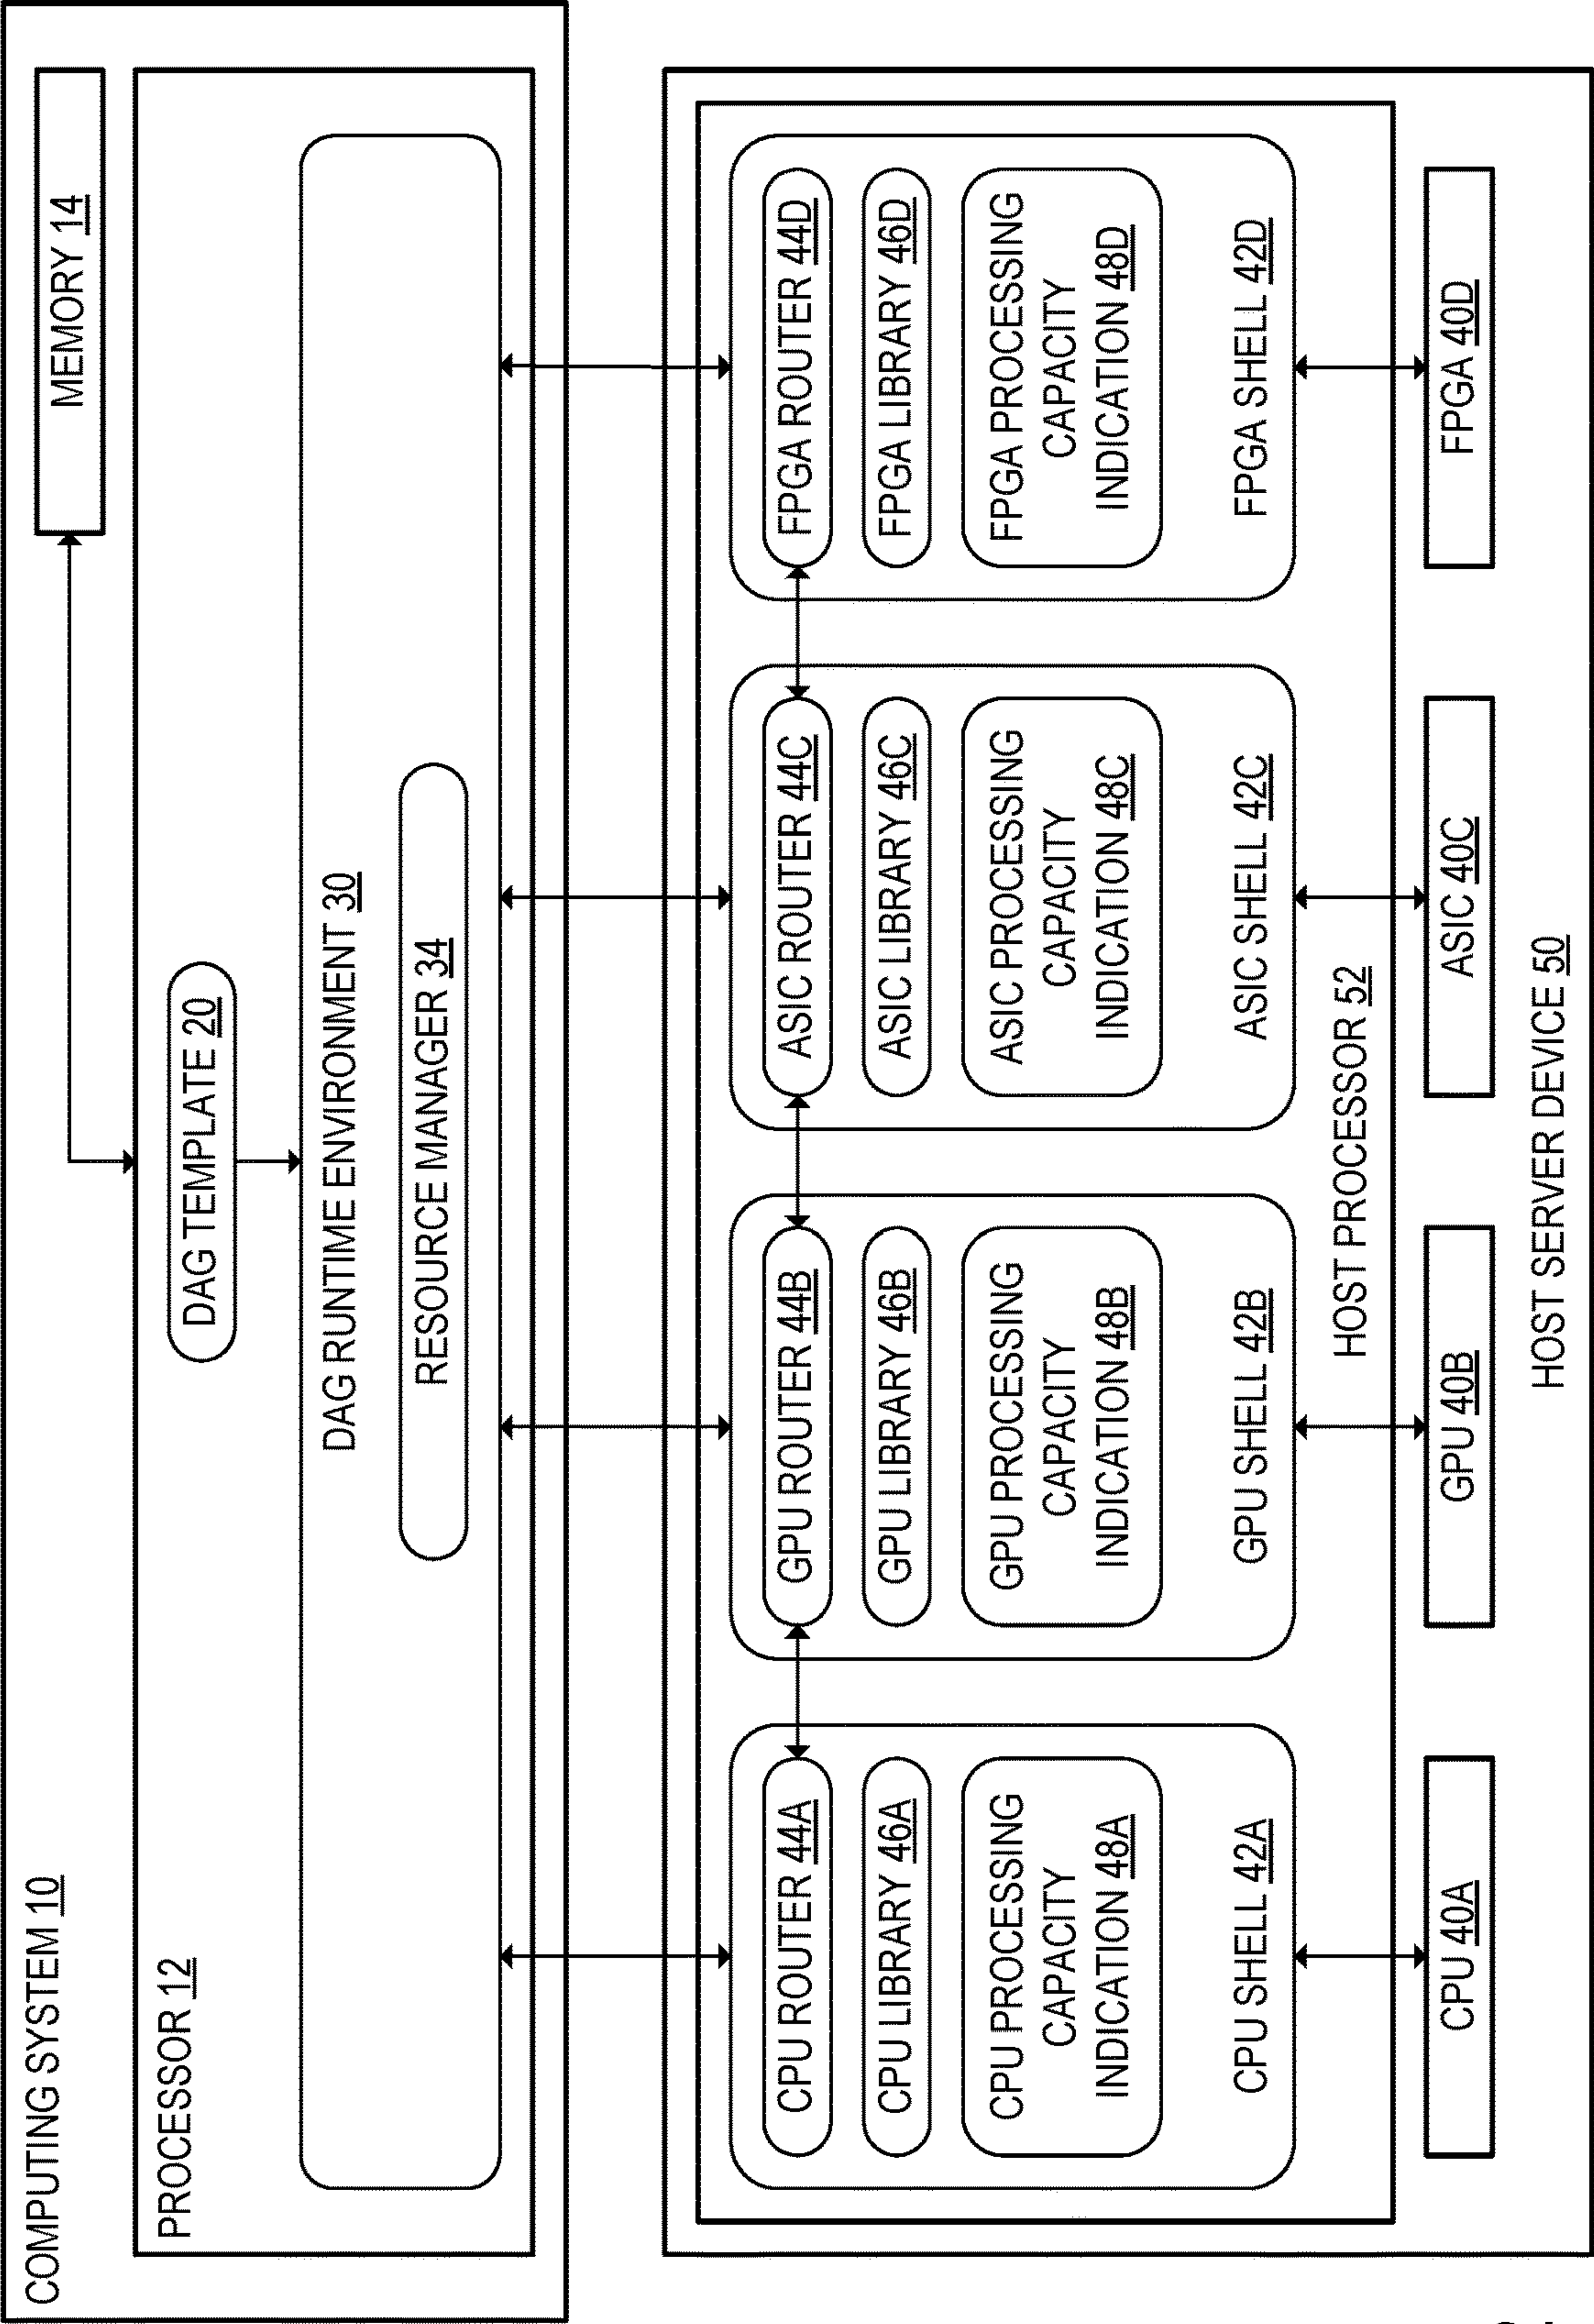 COMPUTING SYSTEM 10
MEMORY 14
PROCESSOR 12
DAG TEMPLATE 20
DAG RUNTIME ENVIRONMENT 30
RESOURCE MANAGER 34
CPU ROUTER 44A
CPU LIBRARY 46A
CPU PROCESSING
CAPACITY
INDICATION 48A
CPU SHELL 42A
GPU ROUTER 44B
GPU LIBRARY 46B
GPU PROCESSING
CAPACITY
INDICATION 48B
GPU SHELL 42B
ASIC ROUTER 44C
ASIC LIBRARY 46C
ASIC PROCESSING
CAPACITY
INDICATION 48C
ASIC SHELL 42C
FPGA ROUTER 44D
FPGA LIBRARY 46D
FPGA PROCESSING
CAPACITY
INDICATION 48D
FPGA SHELL 42D
HOST PROCESSOR 52
CPU 40A
GPU 40B
ASIC 40C
FPGA 40D
HOST SERVER DEVICE 50